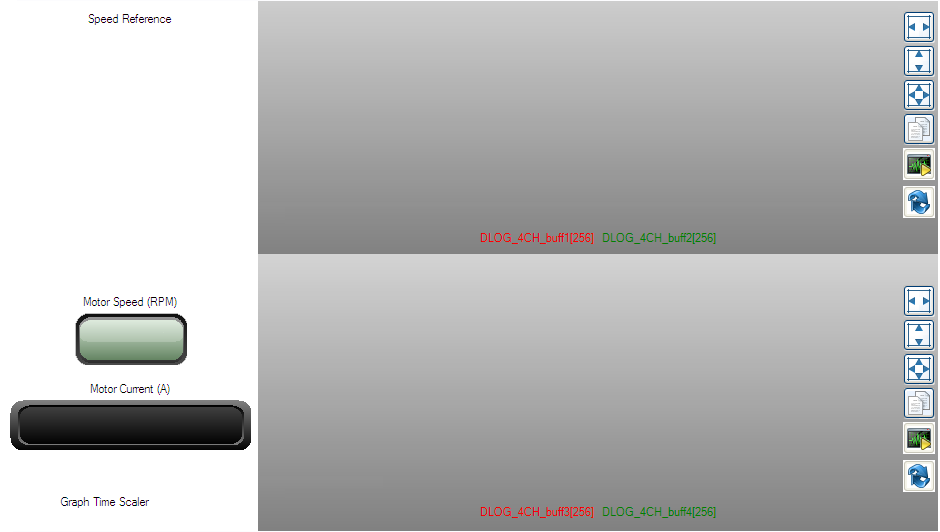 Speed Reference
DLOG_4CH_buff1[256] DLOG_4CH_buff2[256]
Motor Speed (RPM)
Motor Current (A)
Graph Time Scaler
DLOG_4CH_buff3[256] DLOG_4CH_buff4[256]